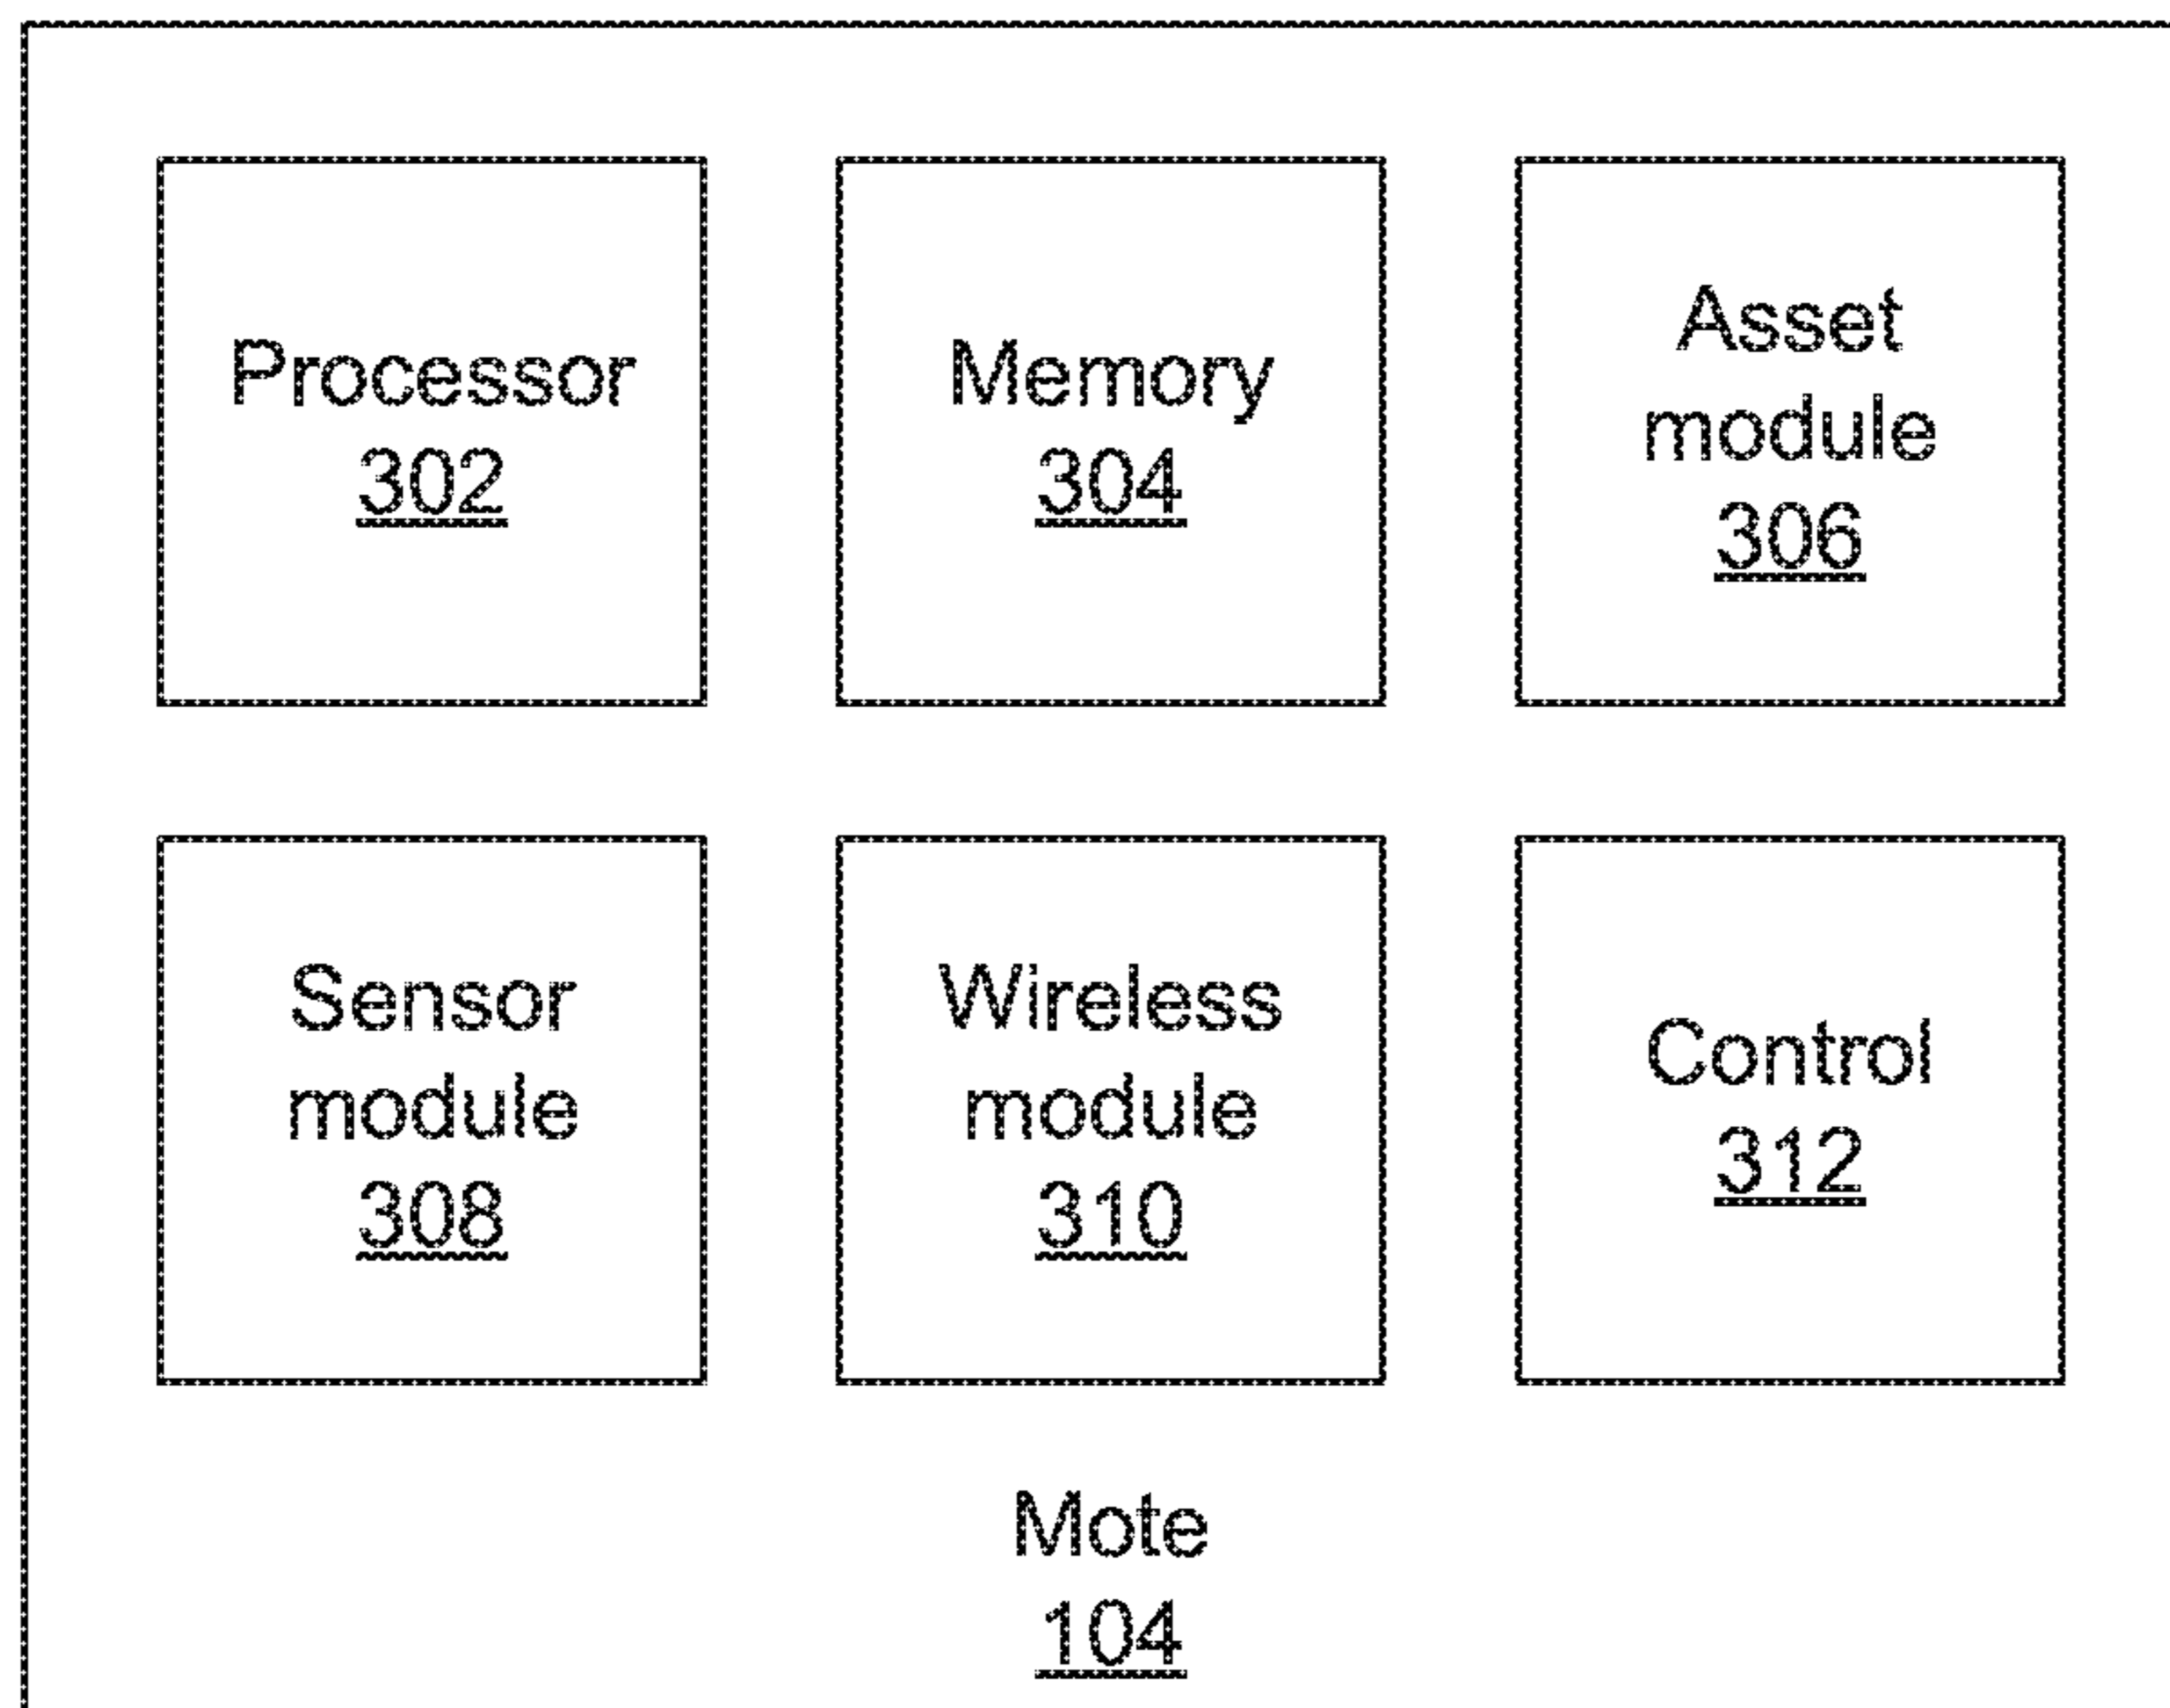 Processor
302
Memory
304
Asset
module
306
Sensor
module
308
Wireless
module
310
Control
312
Mote
104